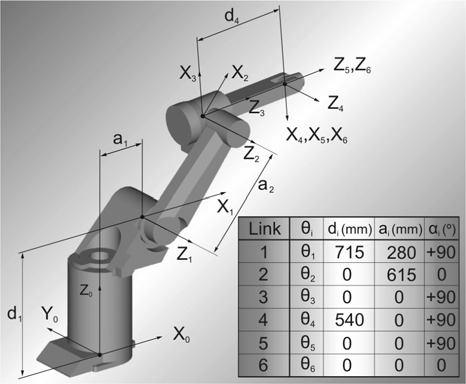 d4
X3
X2
Z5,Z6
Z3
Z4
a1
X4,X5,X6
Z2
a2
X1
Z1
Z0
d1
Y0
X0
Link θi di(mm) ai(mm) αi(º)
1 θ1 715 280 +90
2 θ2 0 615 0
3 θ3 0 0 +90
4 θ4 540 0 +90
5 θ5 0 0 +90
6 θ6 0 0 0